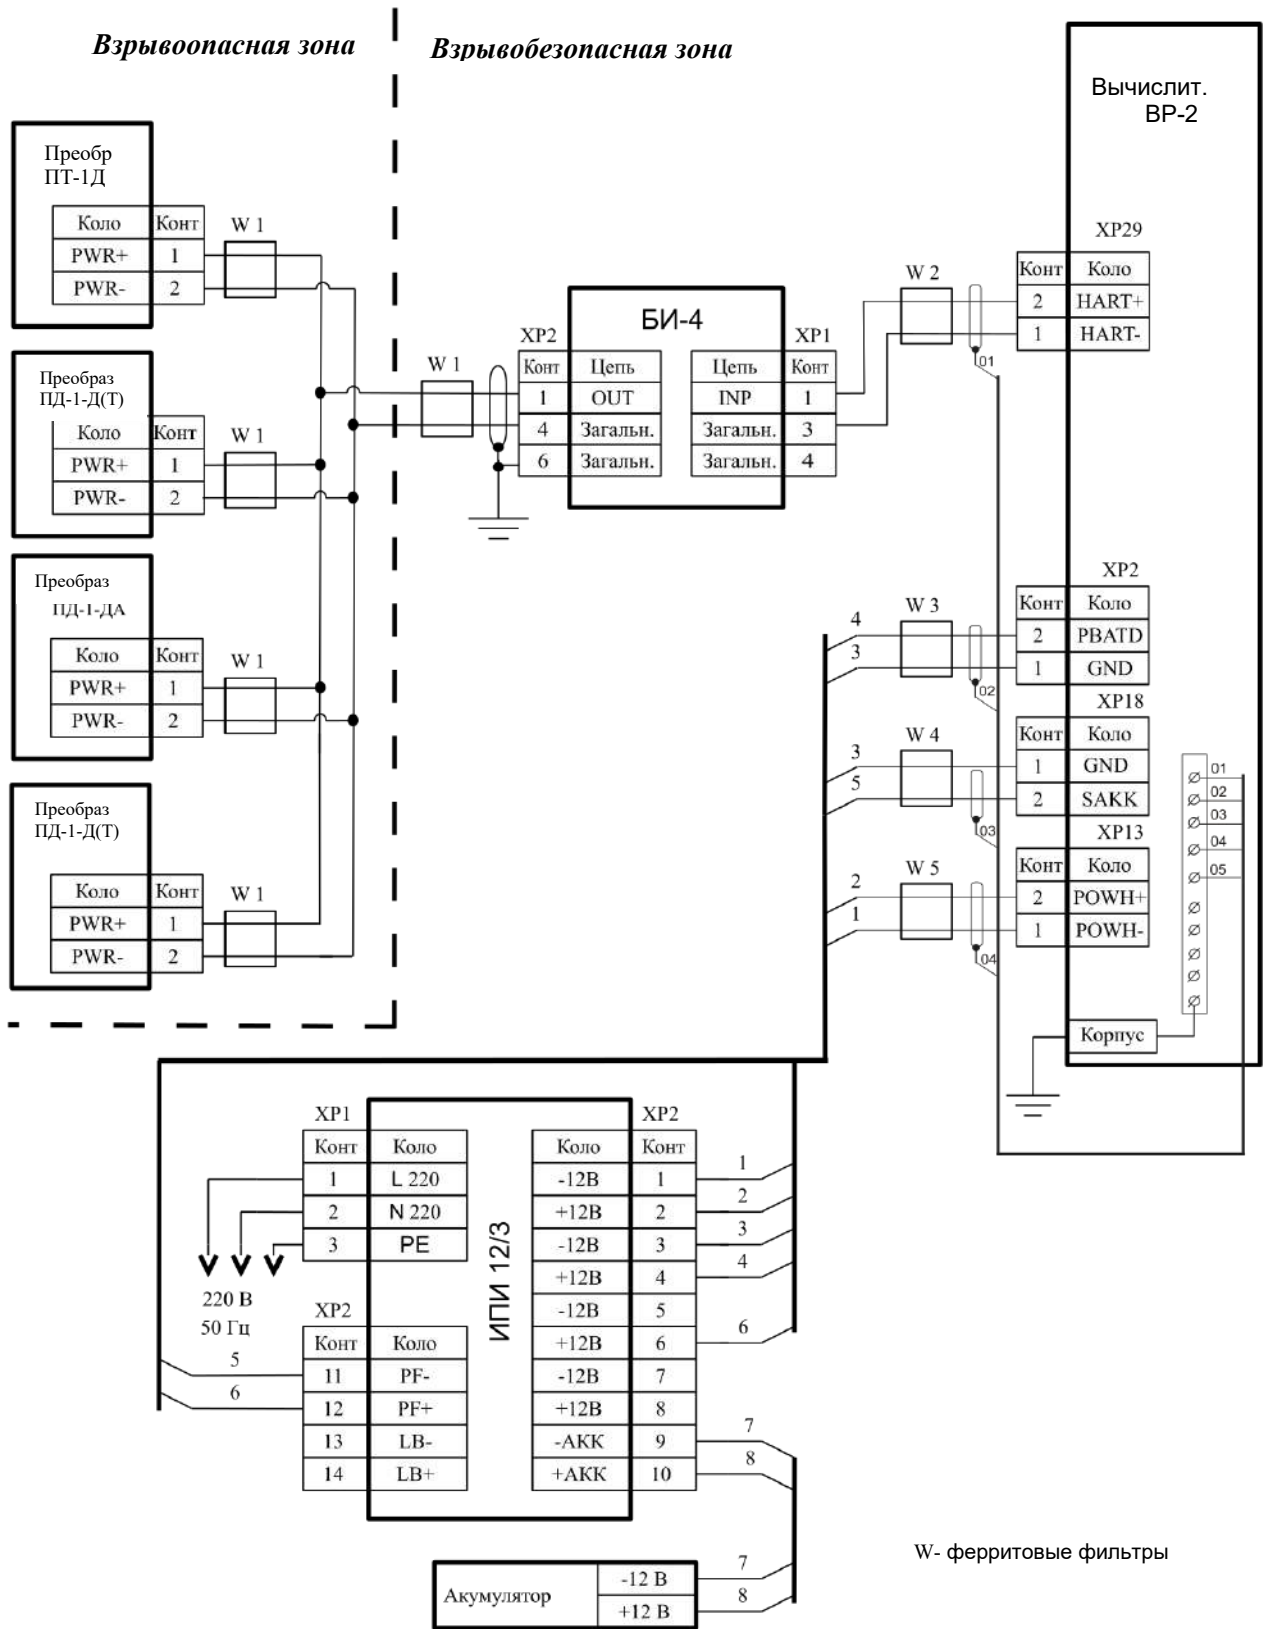 Взрывоопасная зона
Взрывобезопасная зона
Вычислит.
ВР-2
Преобр
ПТ-1Д
Коло Конт
PWR+ 1
PWR- 2
W 1
Преобраз
ПД-1-Д(Т)
Коло Конт
PWR+ 1
PWR- 2
W 1
Преобраз
ПД-1-ДА
Коло Конт
PWR+ 1
PWR- 2
W 1
Преобраз
ПД-1-Д(Т)
Коло Конт
PWR+ 1
PWR- 2
W 1
W 1
БИ-4
XP2
Конт Цепь
1 OUT
4 Загальн.
6 Загальн.
XP1
Цепь Конт
INP 1
Загальн. 3
Загальн. 4
W 2
01
XP29
Конт Коло
2 HART+
1 HART-
4
3
W 3
02
XP2
Конт Коло
2 PBATD
1 GND
3
5
W 4
03
XP18
Конт Коло
1 GND
2 SAKK
2
1
W 5
04
XP13
Конт Коло
2 POWH+
1 POWH-
01
02
03
04
05
Корпус
ИПИ 12/3
XP1
Конт Коло
1 L 220
2 N 220
3 PE
220 В
50 Гц
XP2
Конт Коло
11 PF-
12 PF+
13 LB-
14 LB+
5
6
XP2
Коло Конт
-12В 1
+12В 2
-12В 3
+12В 4
-12В 5
+12В 6
-12В 7
+12В 8
-АКК 9
+АКК 10
1
2
3
4
6
7
8
Акумулятор
-12 В
+12 В
7
8
W- ферритовые фильтры